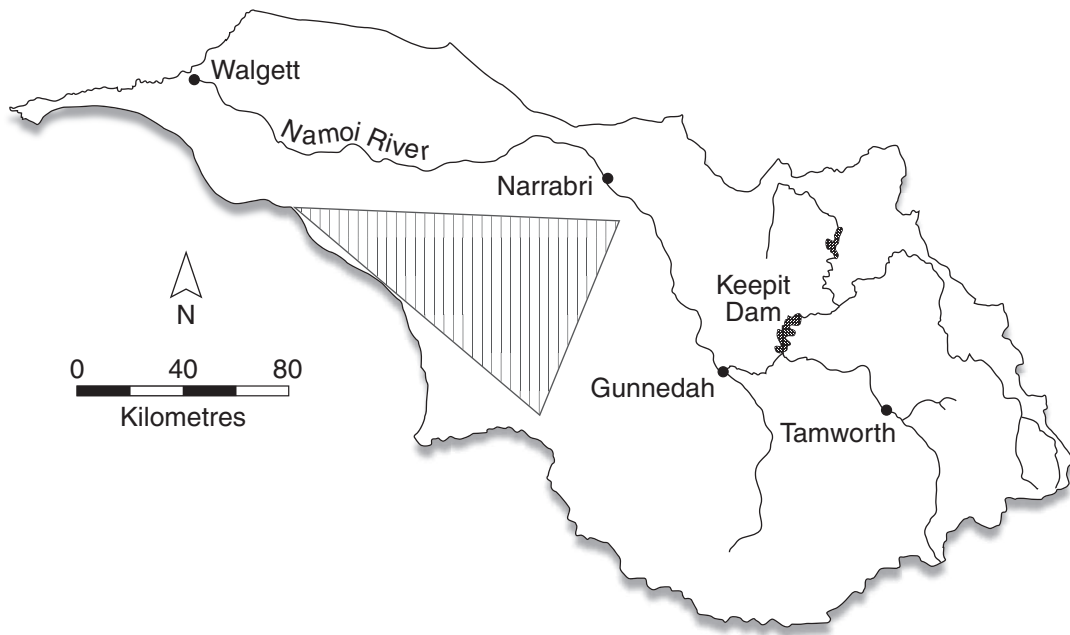 Walgett
Namoi River
Narrabri
Keepit
Dam
N
0 40 80
Kilometres
Gunnedah
Tamworth